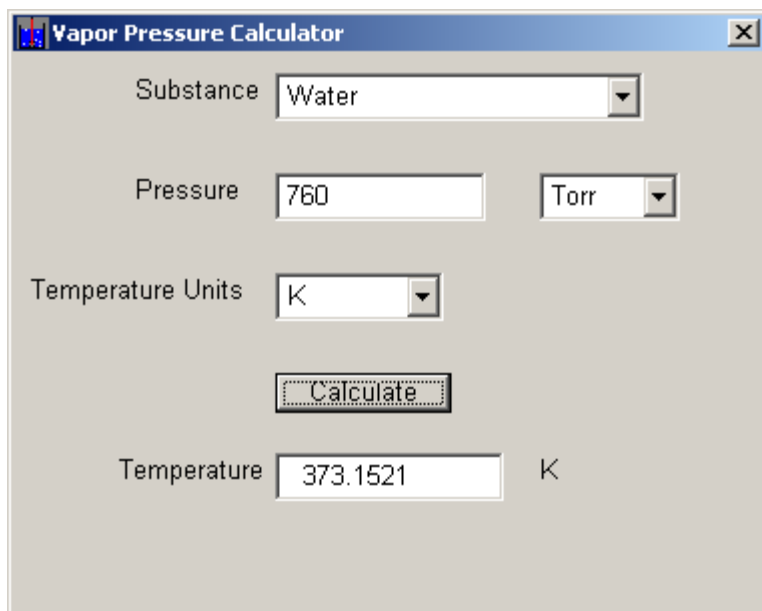 Vapor Pressure Calculator
Substance Water
Pressure 760 Torr
Temperature Units K
Calculate
Temperature 373.1521 K